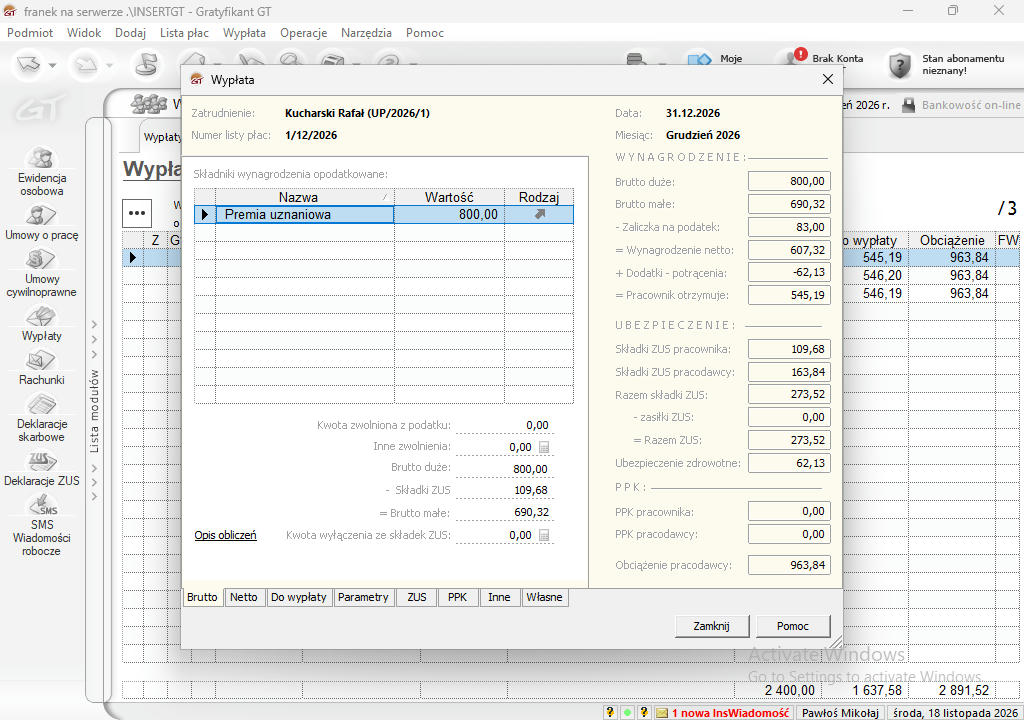 franek na serwerze .\INSERTGT - Gratyfikant GT
Podmiot Widok Dodaj Lista płac Wypłata Operacje Narzędzia Pomoc
Moje
Brak Konta
Stan abonamentu
nieznany!
GT
Ewidencja
osobowa
Umowy o pracę
Umowy
cywilnoprawne
Wypłaty
Rachunki
Deklaracje
skarbowe
ZUS
Deklaracje ZUS
SMS
SMS
Wiadomości
robocze
Lista modułów
W
eń 2026 r.
Bankowość on-line
Wypłaty
Wypła
/3
Z G
o wypłaty Obciążenie FW
545,19 963,84
546,20 963,84
546,19 963,84
2 400,00 1 637,58 2 891,52
Wypłata
Zatrudnienie: Kucharski Rafał (UP/2026/1)
Numer listy płac: 1/12/2026
Data: 31.12.2026
Miesiąc: Grudzień 2026
Składniki wynagrodzenia opodatkowane:
Nazwa Wartość Rodzaj
Premia uznaniowa 800,00
Kwota zwolniona z podatku: 0,00
Inne zwolnienia: 0,00
Brutto duże: 800,00
- Składki ZUS 109,68
= Brutto małe: 690,32
Opis obliczeń Kwota wyłączenia ze składek ZUS: 0,00
WYNAGRODZENIE:
Brutto duże: 800,00
Brutto małe: 690,32
- Zaliczka na podatek: 83,00
= Wynagrodzenie netto: 607,32
+ Dodatki - potrącenia: -62,13
= Pracownik otrzymuje: 545,19
UBEZPIECZENIE:
Składki ZUS pracownika: 109,68
Składki ZUS pracodawcy: 163,84
Razem składki ZUS: 273,52
- zasiłki ZUS: 0,00
= Razem ZUS: 273,52
Ubezpieczenie zdrowotne: 62,13
PPK:
PPK pracownika: 0,00
PPK pracodawcy: 0,00
Obciążenie pracodawcy: 963,84
Brutto Netto Do wypłaty Parametry ZUS PPK Inne Własne
Zamknij Pomoc
Activate Windows
Go to Settings to activate Windows.
1 nowa InsWiadomość Pawłoś Mikołaj środa, 18 listopada 2026